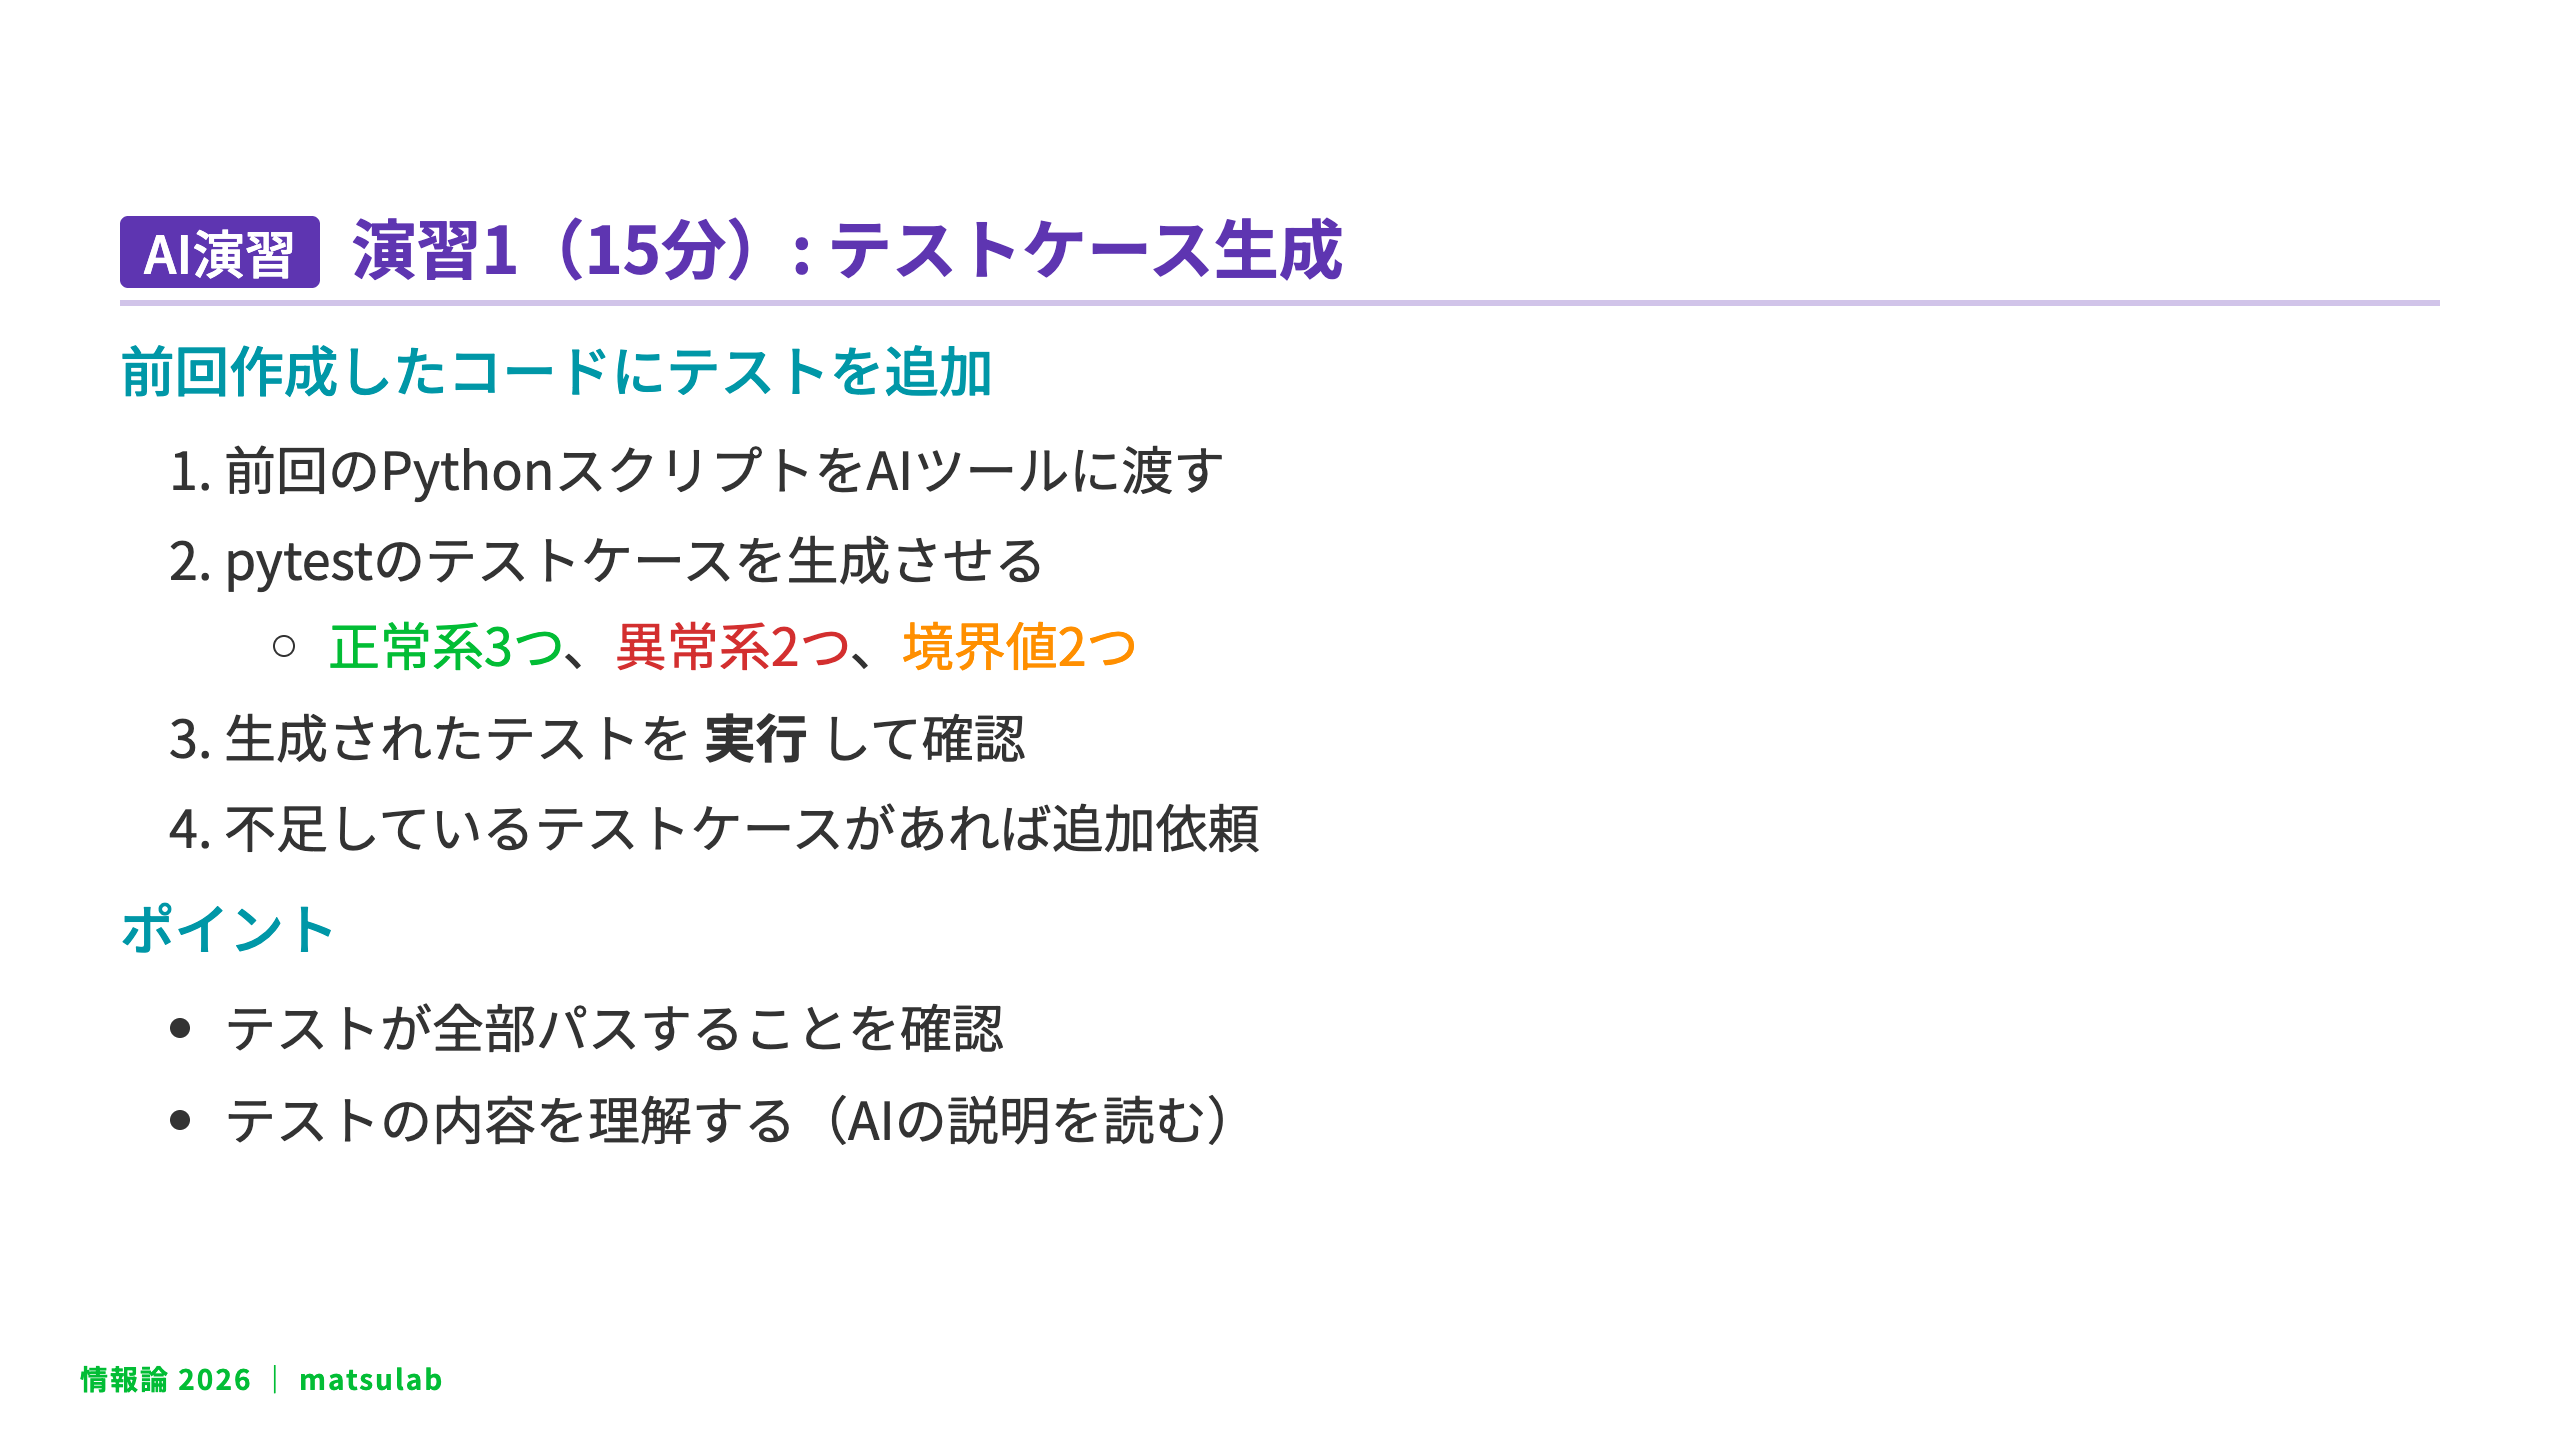 AI演習 演習1（15分）: テストケース生成
前回作成したコードにテストを追加
1. 前回のPythonスクリプトをAIツールに渡す
2. pytestのテストケースを生成させる
○ 正常系3つ、異常系2つ、境界値2つ
3. 生成されたテストを 実行 して確認
4. 不足しているテストケースがあれば追加依頼
ポイント
• テストが全部パスすることを確認
• テストの内容を理解する（AIの説明を読む）
情報論 2026 ｜ matsulab